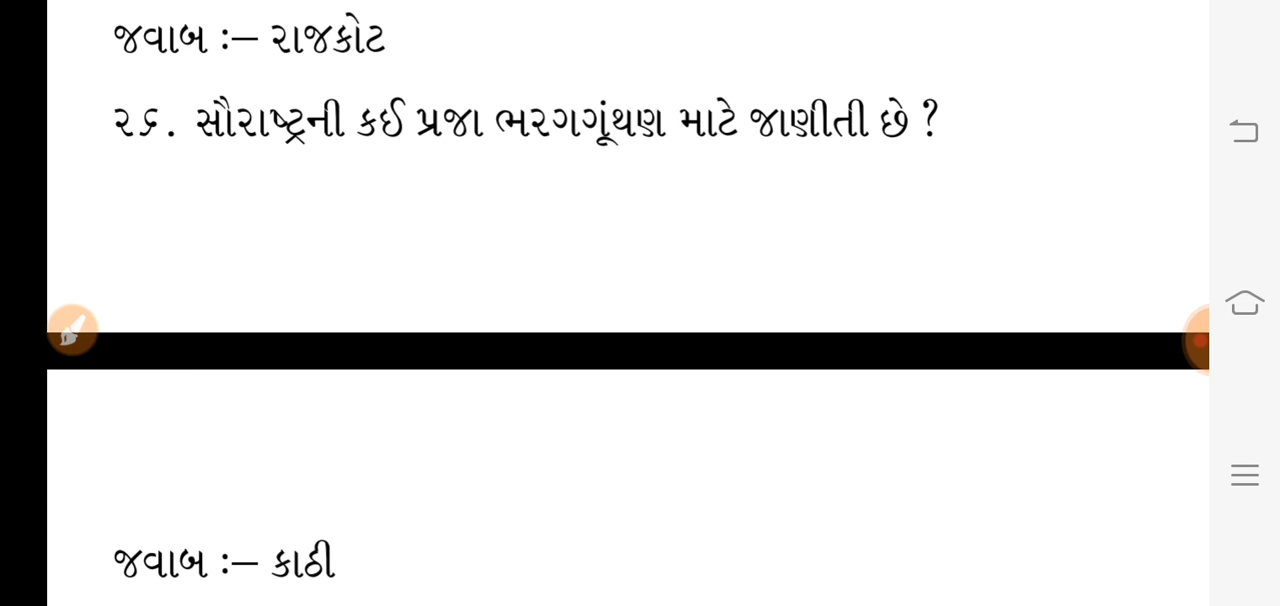 જવાબ :– રાજકોટ
૨૬. સૌરાષ્ટ્રની કઈ પ્રજા ભરગગૂંથણ માટે જાણીતી છે ?
જવાબ :– કાઠી